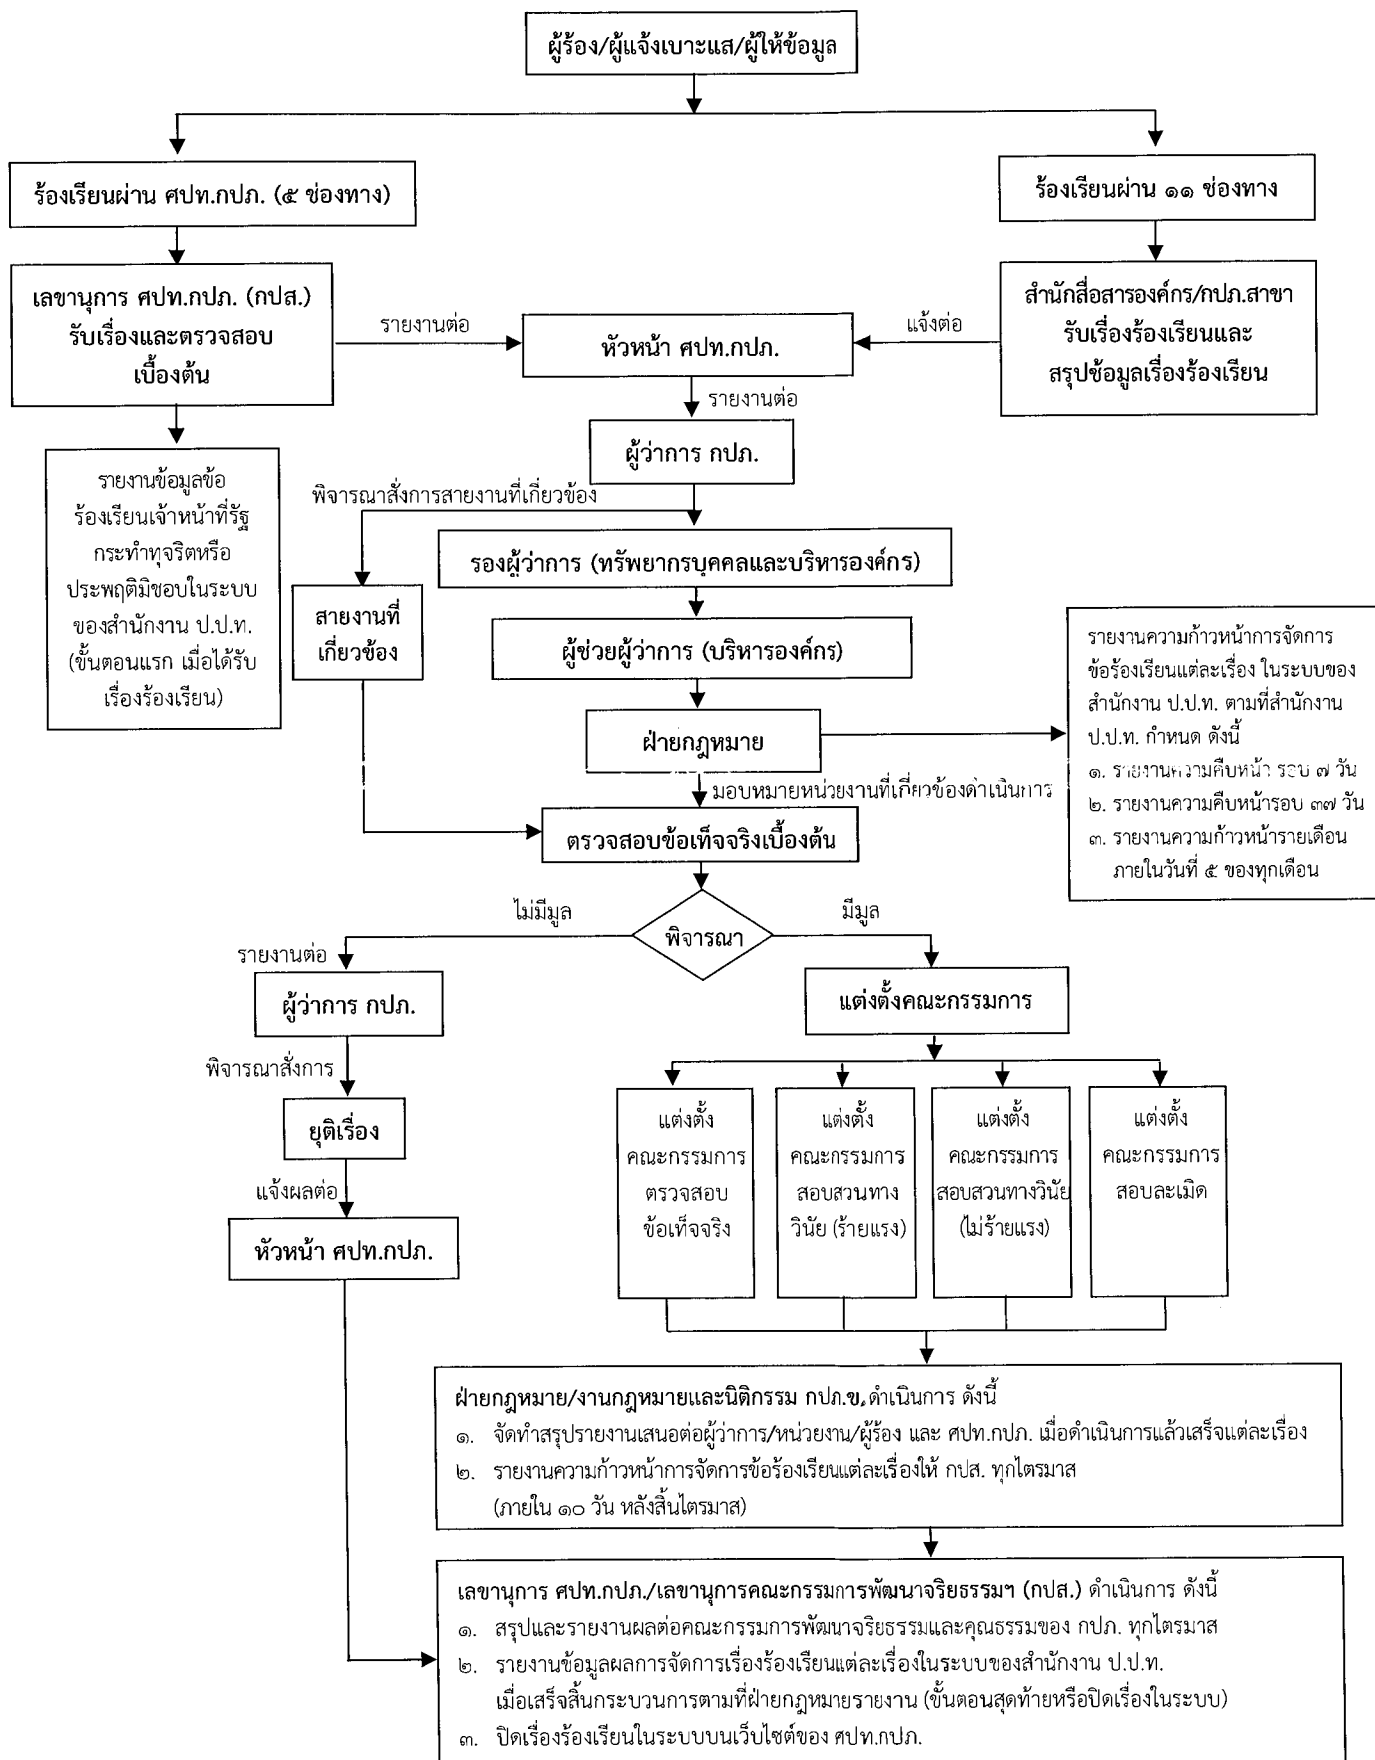 ผู้ร้อง/ผู้แจ้งเบาะแส/ผู้ให้ข้อมูล
ร้องเรียนผ่าน ศปท.กปภ. (๕ ช่องทาง)
ร้องเรียนผ่าน ๑๑ ช่องทาง
เลขานุการ ศปท.กปภ. (กปส.)
รับเรื่องและตรวจสอบ
เบื้องต้น
รายงานต่อ
หัวหน้า ศปท.กปภ.
แจ้งต่อ
สำนักสื่อสารองค์กร/กปภ.สาขา
รับเรื่องร้องเรียนและ
สรุปข้อมูลเรื่องร้องเรียน
รายงานต่อ
ผู้ว่าการ กปภ.
รายงานข้อมูลข้อ
ร้องเรียนเจ้าหน้าที่รัฐ
กระทำทุจริตหรือ
ประพฤติมิชอบในระบบ
ของสำนักงาน ป.ป.ท.
(ขั้นตอนแรก เมื่อได้รับ
เรื่องร้องเรียน)
พิจารณาสั่งการสายงานที่เกี่ยวข้อง
รองผู้ว่าการ (ทรัพยากรบุคคลและบริหารองค์กร)
สายงานที่
เกี่ยวข้อง
ผู้ช่วยผู้ว่าการ (บริหารองค์กร)
ฝ่ายกฎหมาย
รายงานความก้าวหน้าการจัดการ
ข้อร้องเรียนแต่ละเรื่อง ในระบบของ
สำนักงาน ป.ป.ท. ตามที่สำนักงาน
ป.ป.ท. กำหนด ดังนี้
๑. รายงานความคืบหน้า รอบ ๗ วัน
๒. รายงานความคืบหน้ารอบ ๓๗ วัน
๓. รายงานความก้าวหน้ารายเดือน
ภายในวันที่ ๕ ของทุกเดือน
มอบหมายหน่วยงานที่เกี่ยวข้องดำเนินการ
ตรวจสอบข้อเท็จจริงเบื้องต้น
ไม่มีมูล
พิจารณา
มีมูล
รายงานต่อ
ผู้ว่าการ กปภ.
แต่งตั้งคณะกรรมการ
พิจารณาสั่งการ
ยุติเรื่อง
แจ้งผลต่อ
หัวหน้า ศปท.กปภ.
แต่งตั้ง
คณะกรรมการ
ตรวจสอบ
ข้อเท็จจริง
แต่งตั้ง
คณะกรรมการ
สอบสวนทาง
วินัย (ร้ายแรง)
แต่งตั้ง
คณะกรรมการ
สอบสวนทางวินัย
(ไม่ร้ายแรง)
แต่งตั้ง
คณะกรรมการ
สอบละเมิด
ฝ่ายกฎหมาย/งานกฎหมายและนิติกรรม กปภ.ข. ดำเนินการ ดังนี้
๑. จัดทำสรุปรายงานเสนอต่อผู้ว่าการ/หน่วยงาน/ผู้ร้อง และ ศปท.กปภ. เมื่อดำเนินการแล้วเสร็จแต่ละเรื่อง
๒. รายงานความก้าวหน้าการจัดการข้อร้องเรียนแต่ละเรื่องให้ กปส. ทุกไตรมาส
(ภายใน ๑๐ วัน หลังสิ้นไตรมาส)
เลขานุการ ศปท.กปภ./เลขานุการคณะกรรมการพัฒนาจริยธรรมฯ (กปส.) ดำเนินการ ดังนี้
๑. สรุปและรายงานผลต่อคณะกรรมการพัฒนาจริยธรรมและคุณธรรมของ กปภ. ทุกไตรมาส
๒. รายงานข้อมูลผลการจัดการเรื่องร้องเรียนแต่ละเรื่องในระบบของสำนักงาน ป.ป.ท.
เมื่อเสร็จสิ้นกระบวนการตามที่ฝ่ายกฎหมายรายงาน (ขั้นตอนสุดท้ายหรือปิดเรื่องในระบบ)
๓. ปิดเรื่องร้องเรียนในระบบบนเว็บไซต์ของ ศปท.กปภ.